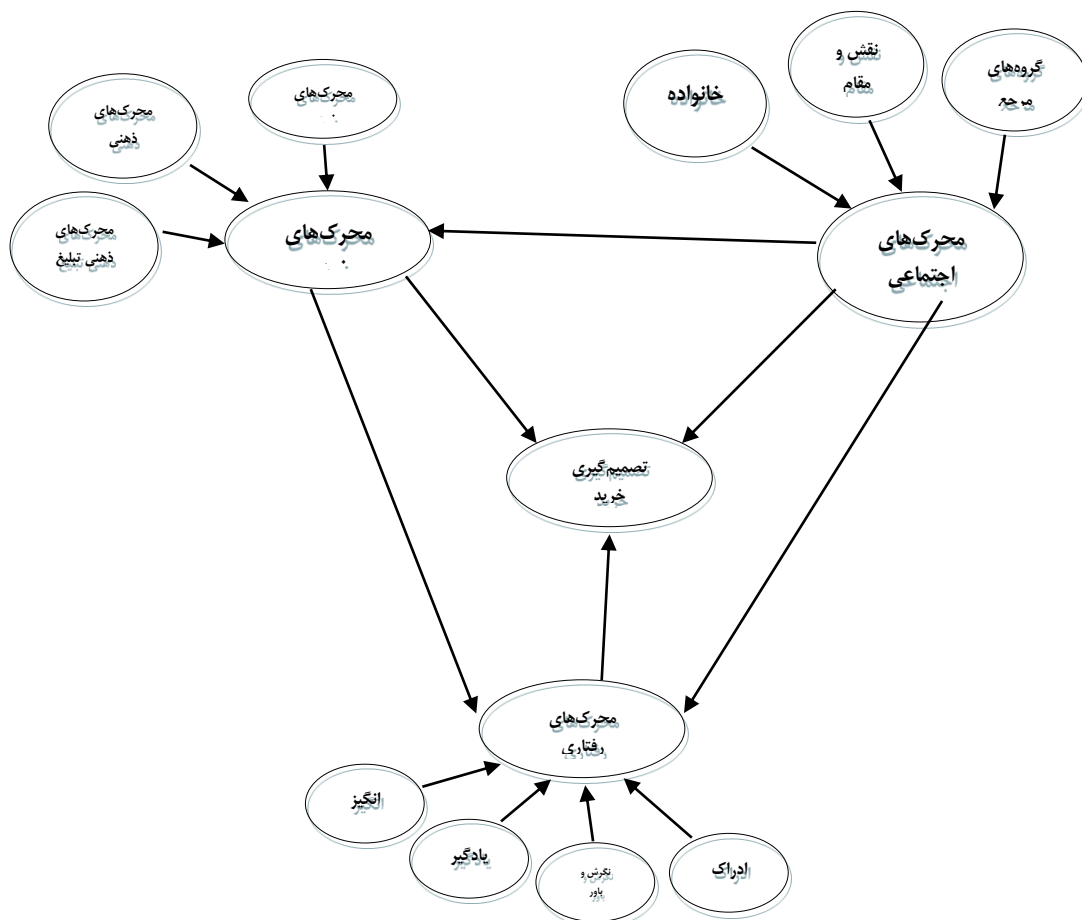 نقش و
مقام
گروه‌های
مرجع
خانواده
محرک‌های
محرک‌های
ذهنی
محرک‌های
ذهنی تبلیغ
محرک‌های
محرک‌های
اجتماعی
تصمیم‌گیری
خرید
محرک‌های
رفتاری
انگیز
یادگیر
نگرش و
باور
ادراک